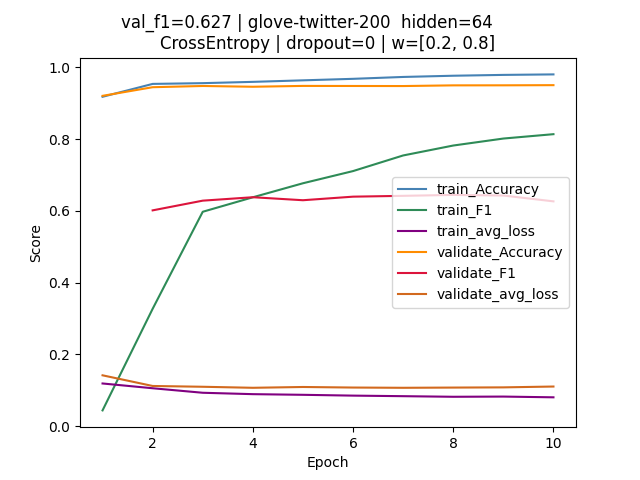 val_f1=0.627 | glove-twitter-200  hidden=64
CrossEntropy | dropout=0 | w=[0.2, 0.8]
1.0
0.8
0.6
0.4
0.2
0.0
Score
train_Accuracy
train_F1
train_avg_loss
validate_Accuracy
validate_F1
validate_avg_loss
2 4 6 8 10
Epoch